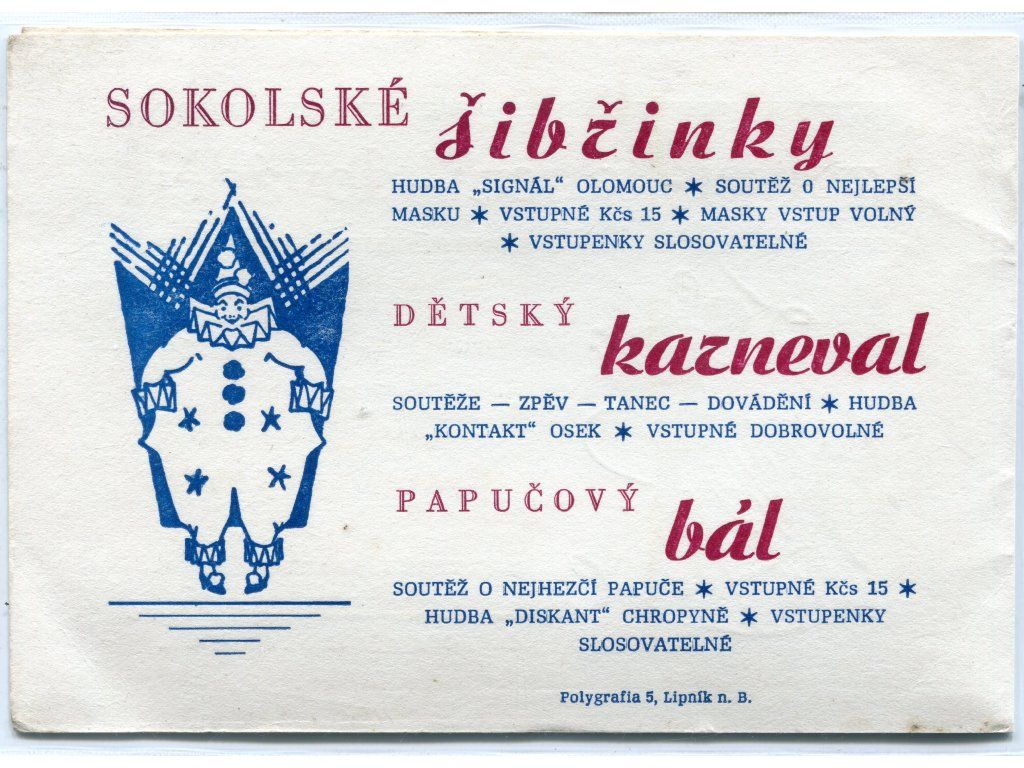 SOKOLSKÉ šibřinky
HUDBA „SIGNÁL“ OLOMOUC ✶ SOUTĚŽ O NEJLEPŠÍ
MASKU ✶ VSTUPNÉ Kčs 15 ✶ MASKY VSTUP VOLNÝ
✶ VSTUPENKY SLOSOVATELNÉ
DĚTSKÝ karneval
SOUTĚŽE — ZPĚV — TANEC — DOVÁDĚNÍ ✶ HUDBA
„KONTAKT“ OSEK ✶ VSTUPNÉ DOBROVOLNÉ
PAPUČOVÝ bál
SOUTĚŽ O NEJHEZČÍ PAPUČE ✶ VSTUPNÉ Kčs 15 ✶
HUDBA „DISKANT“ CHROPYNĚ ✶ VSTUPENKY
SLOSOVATELNÉ
Polygrafia 5, Lipník n. B.